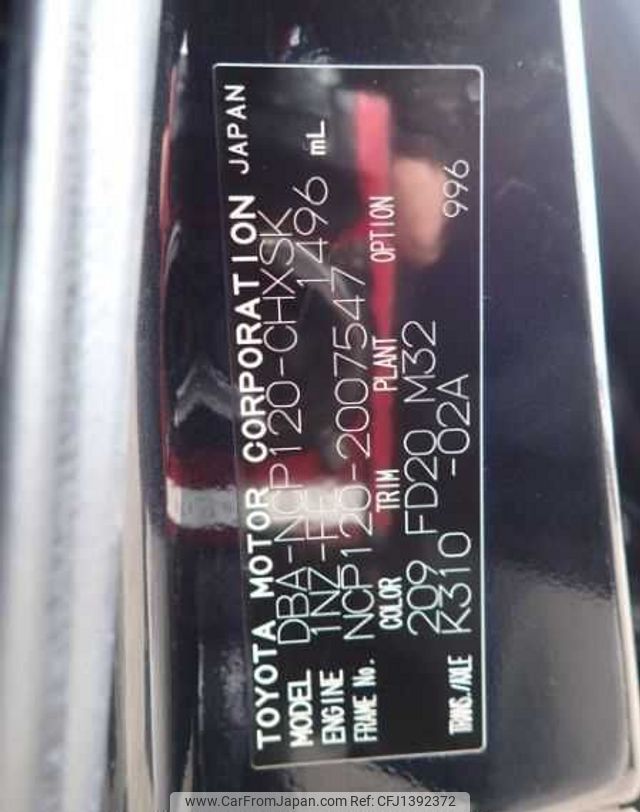 TOYOTA MOTOR CORPORATION JAPAN
MODEL DBA-NCP120-CHXSK
ENGINE 1NZ-FE 1496 mL
FRAME No. NCP120-2007547
COLOR TRIM PLANT OPTION
209 FD20 M32
TRANS./AXLE K310 -02A 996
www.CarFromJapan.com Ref: CFJ1392372